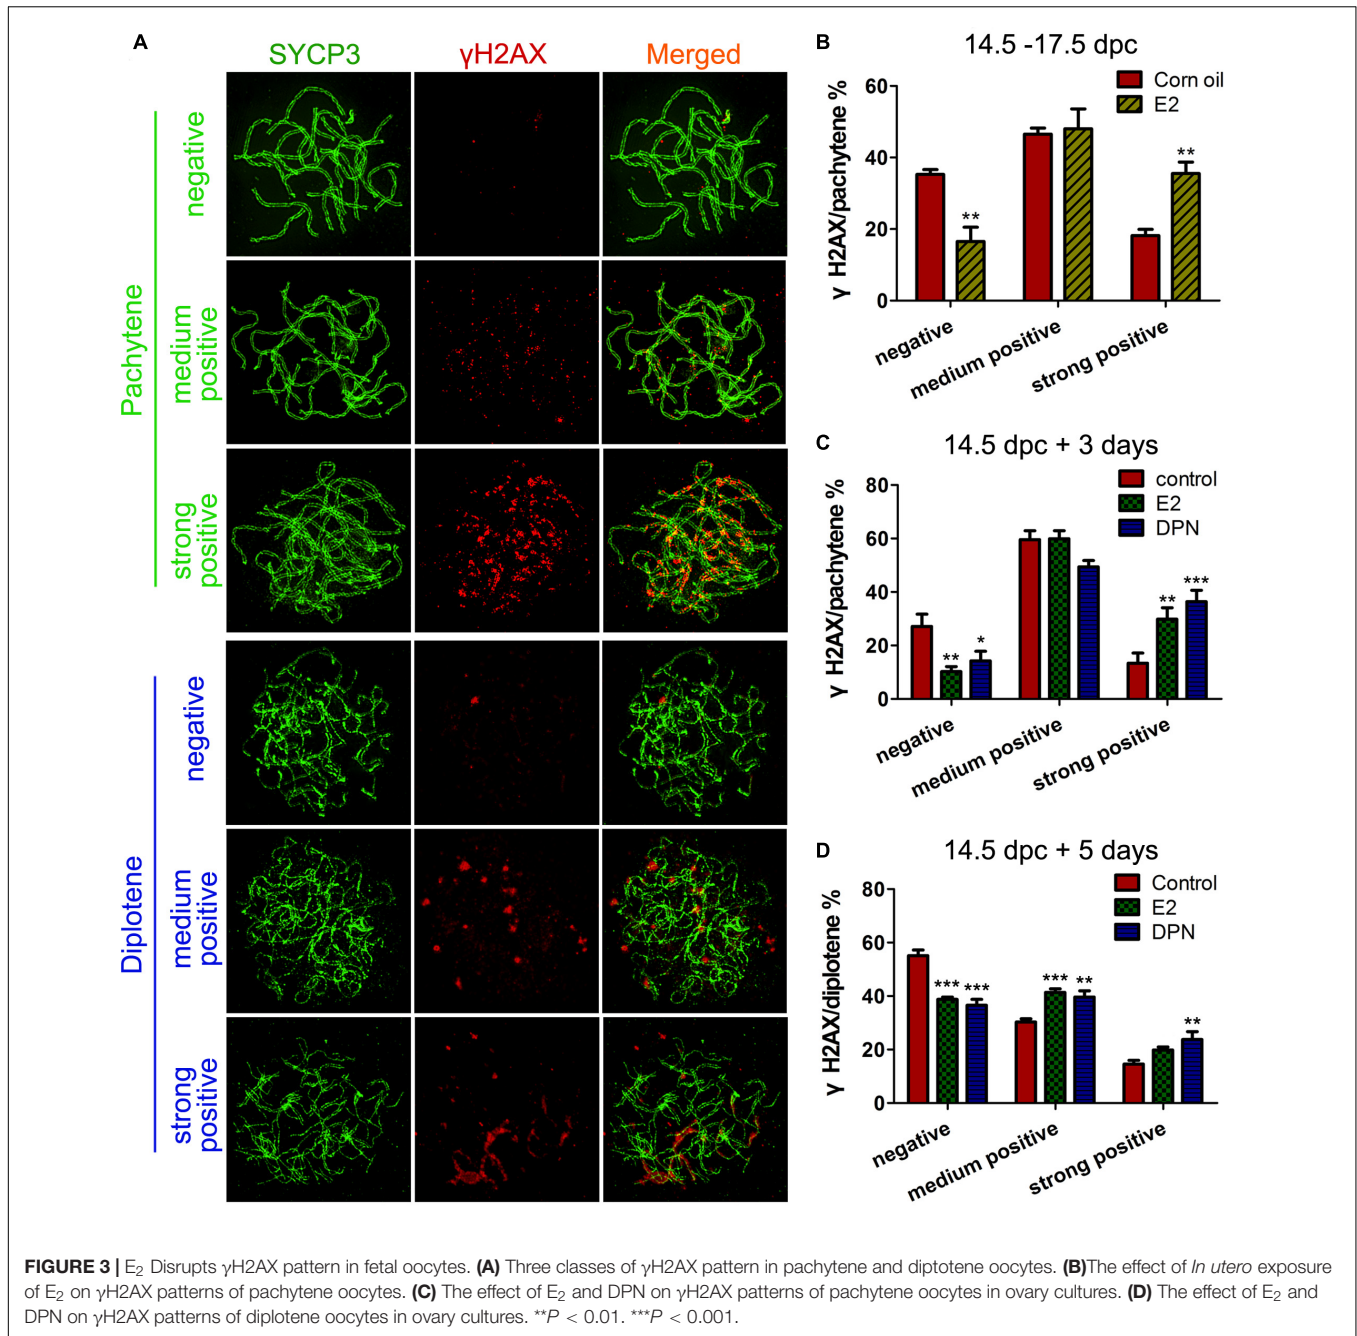 A
SYCP3
γH2AX
Merged
Pachytene
negative
medium
positive
strong
positive
Diplotene
negative
medium
positive
strong
positive
B
14.5 -17.5 dpc
Corn oil
E2
γ H2AX/pachytene %
60
40
20
0
**
**
negative
medium positive
strong positive
C
14.5 dpc + 3 days
control
E2
DPN
γ H2AX/pachytene %
80
60
40
20
0
**
*
**
***
negative
medium positive
strong positive
D
14.5 dpc + 5 days
Control
E2
DPN
γ H2AX/diplotene %
80
60
40
20
0
***
***
***
**
**
negative
medium positive
strong positive
FIGURE 3 | E2 Disrupts γH2AX pattern in fetal oocytes. (A) Three classes of γH2AX pattern in pachytene and diptotene oocytes. (B)The effect of In utero exposure
of E2 on γH2AX patterns of pachytene oocytes. (C) The effect of E2 and DPN on γH2AX patterns of pachytene oocytes in ovary cultures. (D) The effect of E2 and
DPN on γH2AX patterns of diplotene oocytes in ovary cultures. **P < 0.01. ***P < 0.001.